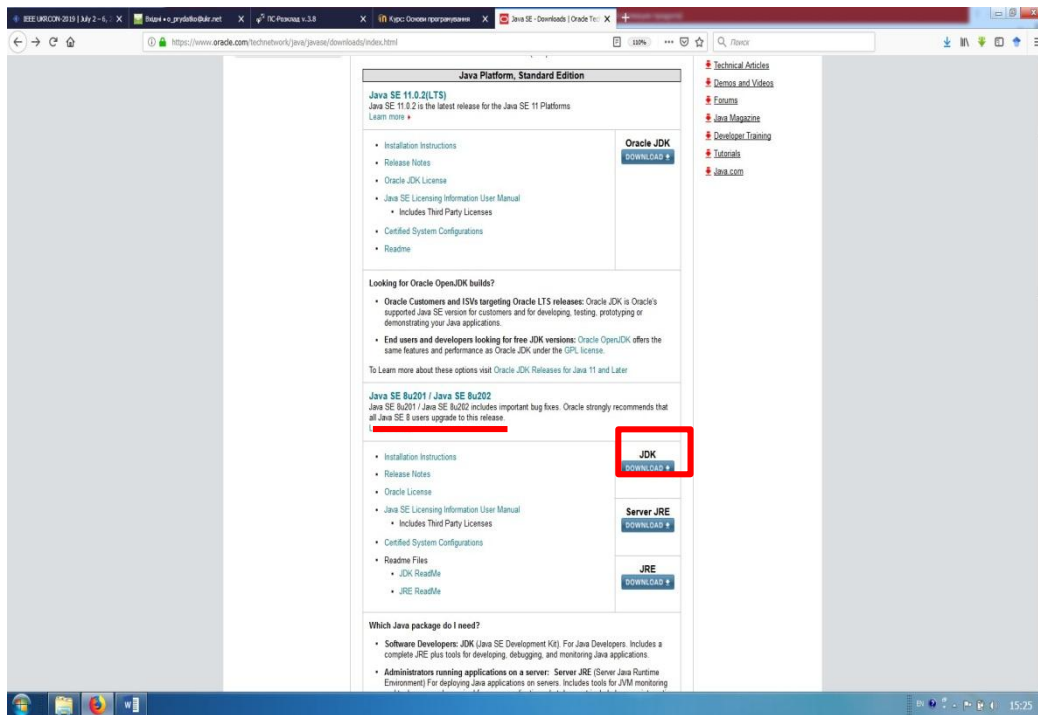 IEEE UKRCON-2019 | July 2 – 6, 2
Вхідні • o_prydatko@ukr.net
ПС-Розклад v.3.8
Курс: Основи програмування
Java SE - Downloads | Oracle Tec
https://www.oracle.com/technetwork/java/javase/downloads/index.html
110%
Поиск
Java Platform, Standard Edition
Java SE 11.0.2(LTS)
Java SE 11.0.2 is the latest release for the Java SE 11 Platforms
Learn more
Installation Instructions
Release Notes
Oracle JDK License
Java SE Licensing Information User Manual
Includes Third Party Licenses
Certified System Configurations
Readme
Oracle JDK
DOWNLOAD
Looking for Oracle OpenJDK builds?
Oracle Customers and ISVs targeting Oracle LTS releases: Oracle JDK is Oracle's
supported Java SE version for customers and for developing, testing, prototyping or
demonstrating your Java applications.
End users and developers looking for free JDK versions: Oracle OpenJDK offers the
same features and performance as Oracle JDK under the GPL license.
To Learn more about these options visit Oracle JDK Releases for Java 11 and Later
Java SE 8u201 / Java SE 8u202
Java SE 8u201 / Java SE 8u202 includes important bug fixes. Oracle strongly recommends that
all Java SE 8 users upgrade to this release.
Installation Instructions
Release Notes
Oracle License
Java SE Licensing Information User Manual
Includes Third Party Licenses
Certified System Configurations
Readme Files
JDK ReadMe
JRE ReadMe
JDK
DOWNLOAD
Server JRE
DOWNLOAD
JRE
DOWNLOAD
Which Java package do I need?
Software Developers: JDK (Java SE Development Kit). For Java Developers. Includes a
complete JRE plus tools for developing, debugging, and monitoring Java applications.
Administrators running applications on a server: Server JRE (Server Java Runtime
Environment) For deploying Java applications on servers. Includes tools for JVM monitoring
Technical Articles
Demos and Videos
Forums
Java Magazine
Developer Training
Tutorials
Java.com
EN
15:25